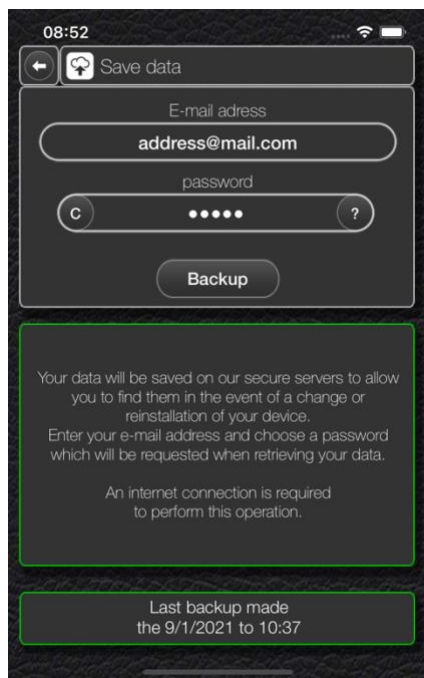 08:52
Save data
E-mail adress
address@mail.com
password
C ••••• ?
Backup
Your data will be saved on our secure servers to allow
you to find them in the event of a change or
reinstallation of your device.
Enter your e-mail address and choose a password
which will be requested when retrieving your data.
An internet connection is required
to perform this operation.
Last backup made
the 9/1/2021 to 10:37